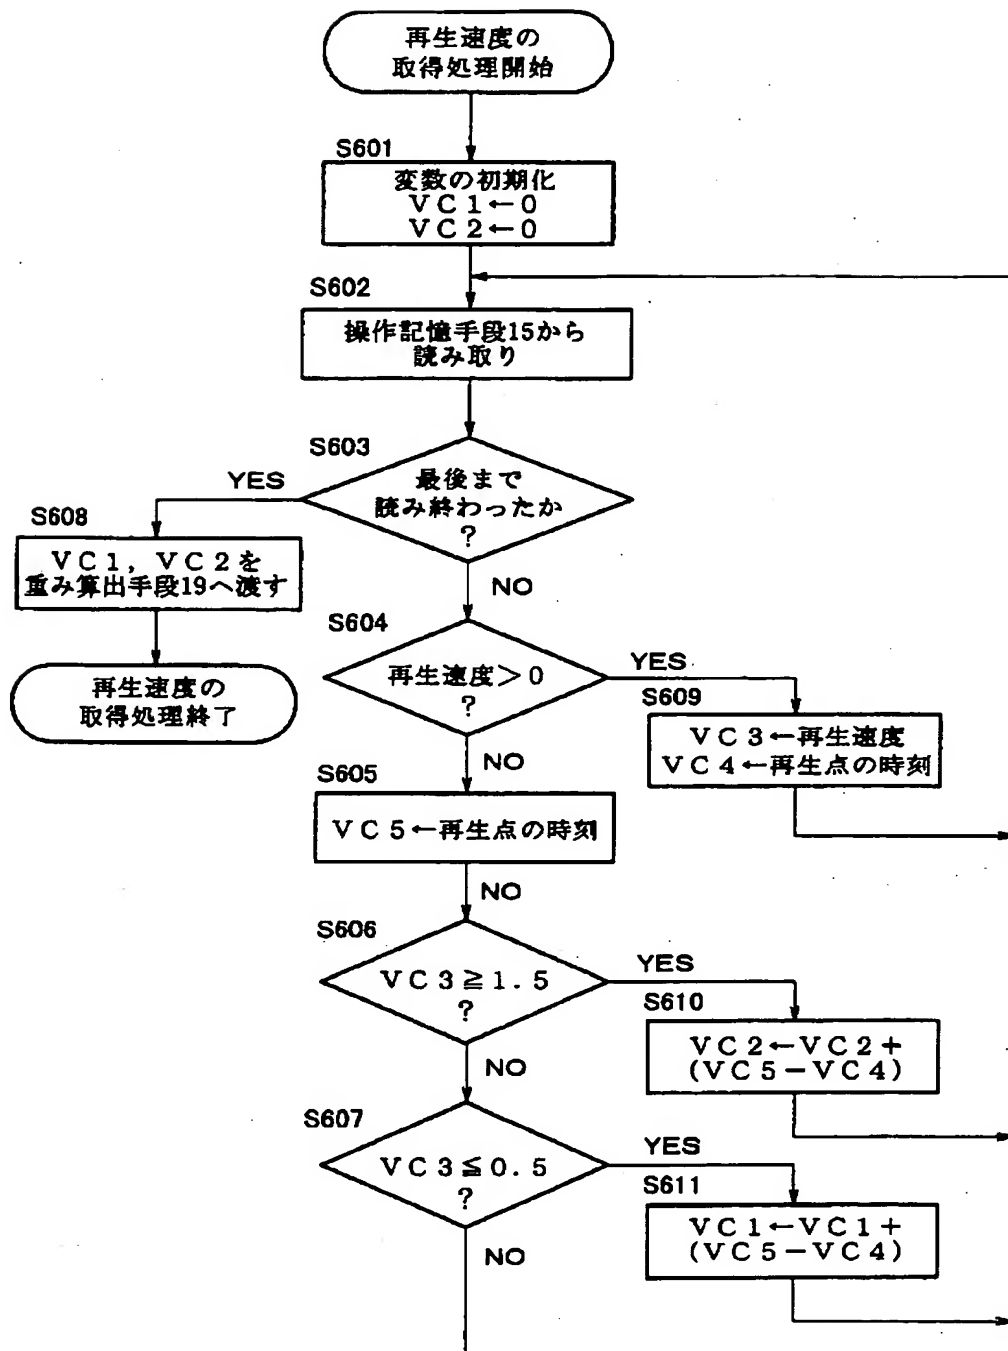 再生速度の
取得処理開始
S601
変数の初期化
VC1←0
VC2←0
S602
操作記憶手段15から
読み取り
S603
最後まで
読み終わったか
?
YES
NO
S608
VC1, VC2を
重み算出手段19へ渡す
再生速度の
取得処理終了
S604
再生速度>0
?
YES
NO
S609
VC3←再生速度
VC4←再生点の時刻
S605
VC5←再生点の時刻
NO
S606
VC3≧1.5
?
YES
NO
S610
VC2←VC2+
(VC5-VC4)
S607
VC3≦0.5
?
YES
NO
S611
VC1←VC1+
(VC5-VC4)